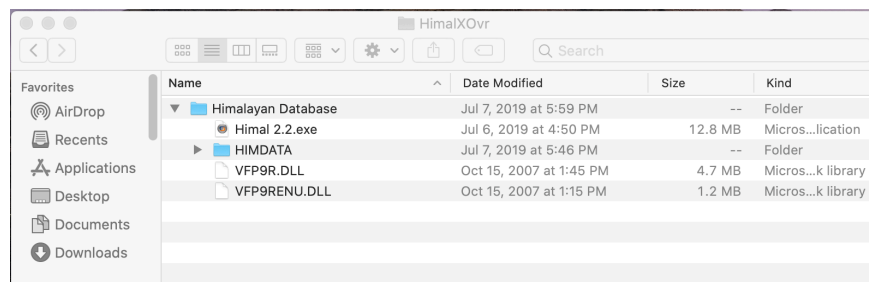 HimalXOvr
Search
Favorites
AirDrop
Recents
Applications
Desktop
Documents
Downloads
Name Date Modified Size Kind
Himalayan Database Jul 7, 2019 at 5:59 PM -- Folder
Himal 2.2.exe Jul 6, 2019 at 4:50 PM 12.8 MB Micros...lication
HIMDATA Jul 7, 2019 at 5:46 PM -- Folder
VFP9R.DLL Oct 15, 2007 at 1:45 PM 4.7 MB Micros...k library
VFP9RENU.DLL Oct 15, 2007 at 1:15 PM 1.2 MB Micros...k library